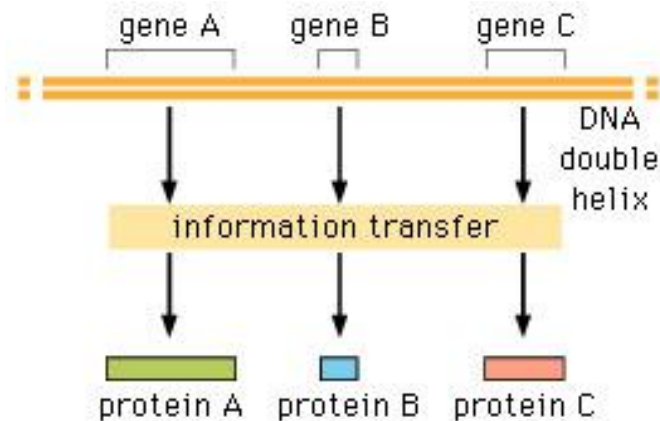 gene A gene B gene C
DNA
double
helix
information transfer
protein A protein B protein C